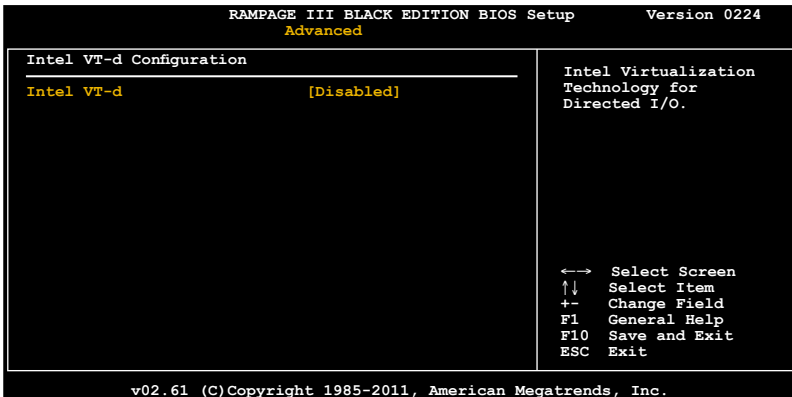 RAMPAGE III BLACK EDITION BIOS Setup Version 0224
Advanced
Intel VT-d Configuration
Intel VT-d [Disabled]
Intel Virtualization
Technology for
Directed I/O.
←→ Select Screen
↑↓ Select Item
+- Change Field
F1 General Help
F10 Save and Exit
ESC Exit
v02.61 (C)Copyright 1985-2011, American Megatrends, Inc.